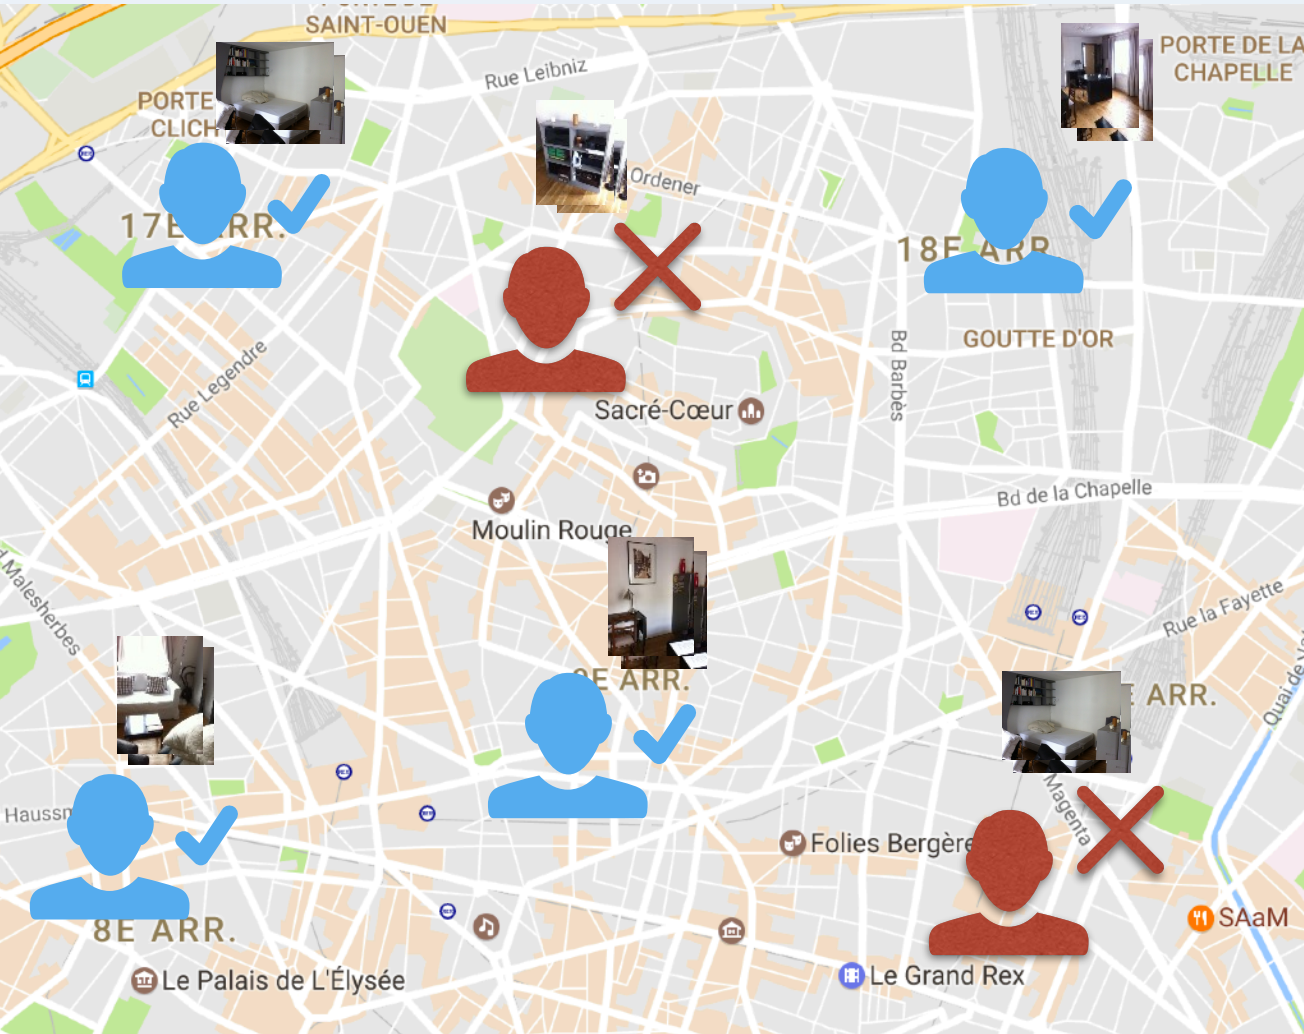 SAINT-OUEN
Rue Leibniz
PORTE DE LA
CHAPELLE
PORTE
CLICH
Ordener
17E ARR.
18E ARR
GOUTTE D'OR
Rue Legendre
Bd Barbès
Sacré-Cœur
Bd de la Chapelle
Moulin Rouge
Malesherbes
Rue la Fayette
9E ARR.
E ARR.
Quai de Va
Magenta
Haussm
Folies Bergère
8E ARR.
SAaM
Le Palais de L'Élysée
Le Grand Rex